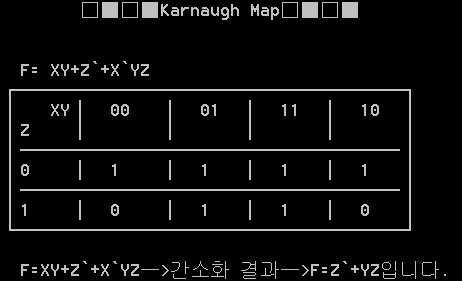 □■□■Karnaugh Map□■□■
F= XY+Z`+X`YZ
XY 00 01 11 10
Z
0 1 1 1 1
1 0 1 1 0
F=XY+Z`+X`YZ─>간소화 결과─>F=Z`+YZ입니다.